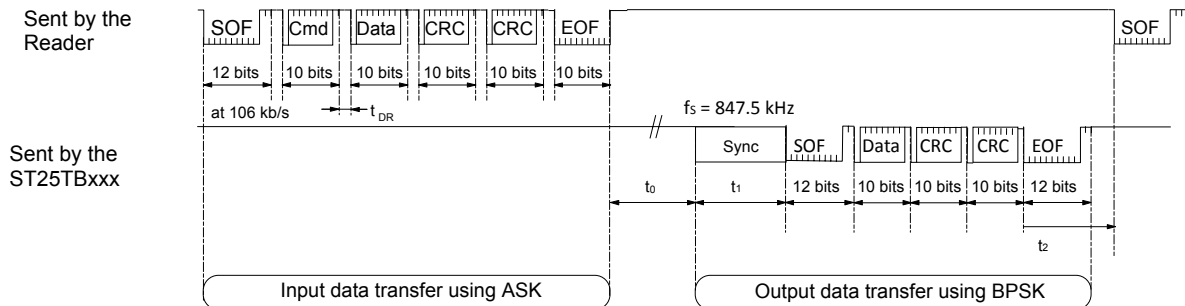 Sent by the
Reader
SOF Cmd Data CRC CRC EOF SOF
12 bits 10 bits 10 bits 10 bits 10 bits 10 bits
at 106 kb/s tDR fs = 847.5 kHz
Sent by the
ST25TBxxx
Sync SOF Data CRC CRC EOF
t0 t1 12 bits 10 bits 10 bits 10 bits 12 bits
t2
Input data transfer using ASK Output data transfer using BPSK